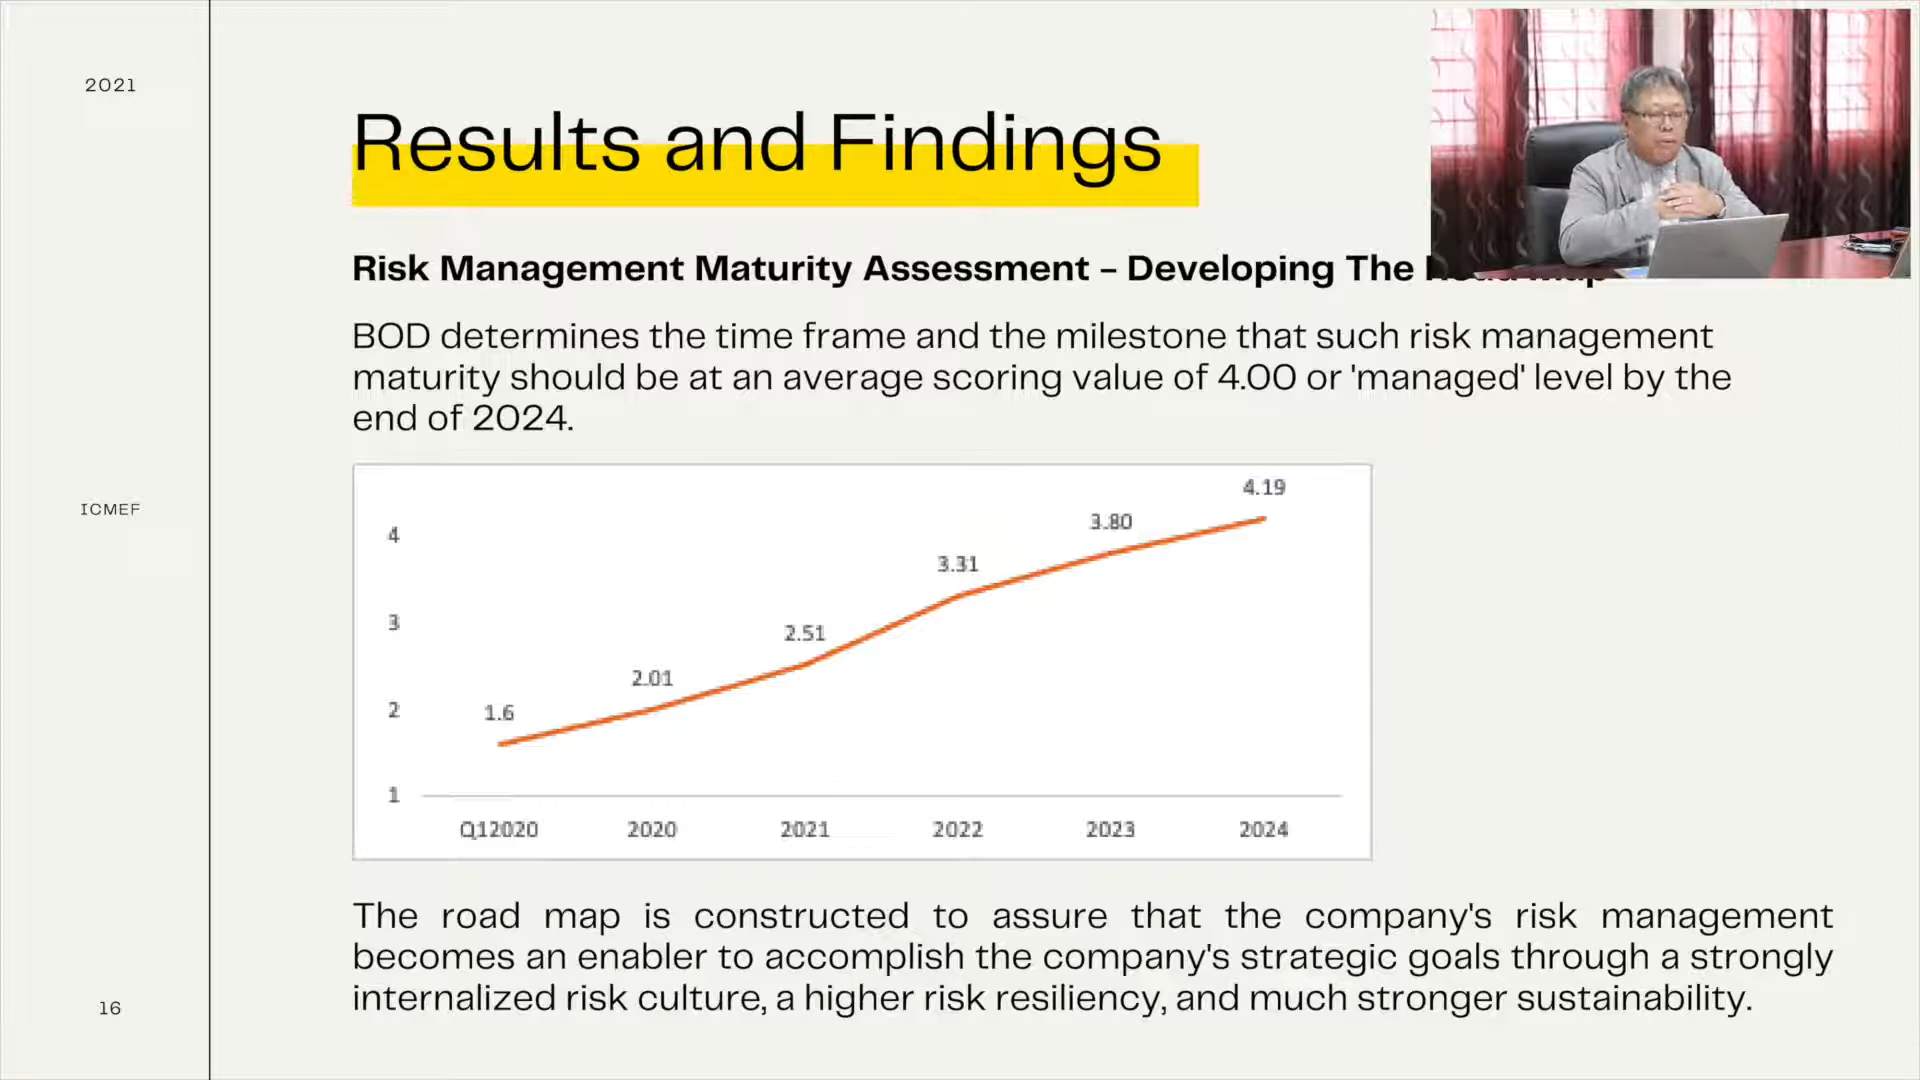 2021
ICMEF
16
Results and Findings
Risk Management Maturity Assessment – Developing The
BOD determines the time frame and the milestone that such risk management
maturity should be at an average scoring value of 4.00 or 'managed' level by the
end of 2024.
4
3
2
1
1.6
2.01
2.51
3.31
3.80
4.19
Q12020 2020 2021 2022 2023 2024
The road map is constructed to assure that the company's risk management
becomes an enabler to accomplish the company's strategic goals through a strongly
internalized risk culture, a higher risk resiliency, and much stronger sustainability.